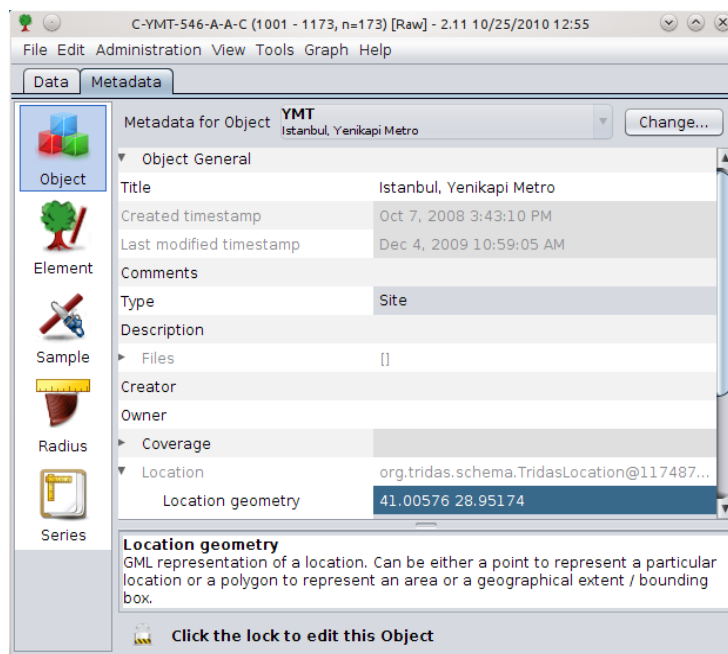 C-YMT-546-A-A-C (1001 - 1173, n=173) [Raw] - 2.11 10/25/2010 12:55
File Edit Administration View Tools Graph Help
Data Metadata
Metadata for Object YMT
Istanbul, Yenikapi Metro
Change...
Object
Element
Sample
Radius
Series
Object General
Title Istanbul, Yenikapi Metro
Created timestamp Oct 7, 2008 3:43:10 PM
Last modified timestamp Dec 4, 2009 10:59:05 AM
Comments
Type Site
Description
Files []
Creator
Owner
Coverage
Location org.tridas.schema.TridasLocation@117487...
Location geometry 41.00576 28.95174
Location geometry
GML representation of a location. Can be either a point to represent a particular
location or a polygon to represent an area or a geographical extent / bounding
box.
Click the lock to edit this Object